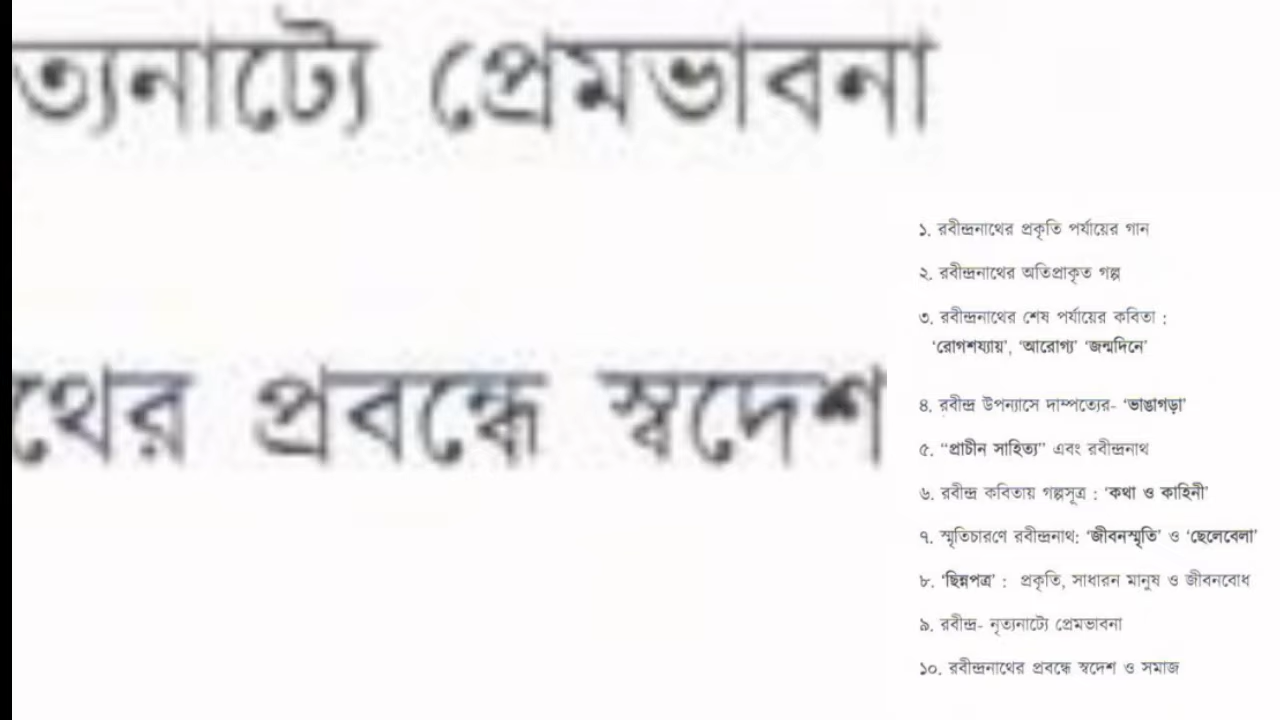 ত্যনাট্যে প্রেমভাবনা
থের প্রবন্ধে স্বদেশ
১. রবীন্দ্রনাথের প্রকৃতি পর্যায়ের গান
২. রবীন্দ্রনাথের অতিপ্রাকৃত গল্প
৩. রবীন্দ্রনাথের শেষ পর্যায়ের কবিতা :
‘রোগশয্যায়’, ‘আরোগ্য’ ‘জন্মদিনে’
৪. রবীন্দ্র উপন্যাসে দাম্পত্যের- ‘ভাঙাগড়া’
৫. “প্রাচীন সাহিত্য” এবং রবীন্দ্রনাথ
৬. রবীন্দ্র কবিতায় গল্পসূত্র : ‘কথা ও কাহিনী’
৭. স্মৃতিচারণে রবীন্দ্রনাথ: ‘জীবনস্মৃতি’ ও ‘ছেলেবেলা’
৮. ‘ছিন্নপত্র’ : প্রকৃতি, সাধারন মানুষ ও জীবনবোধ
৯. রবীন্দ্র- নৃত্যনাট্যে প্রেমভাবনা
১০. রবীন্দ্রনাথের প্রবন্ধে স্বদেশ ও সমাজ